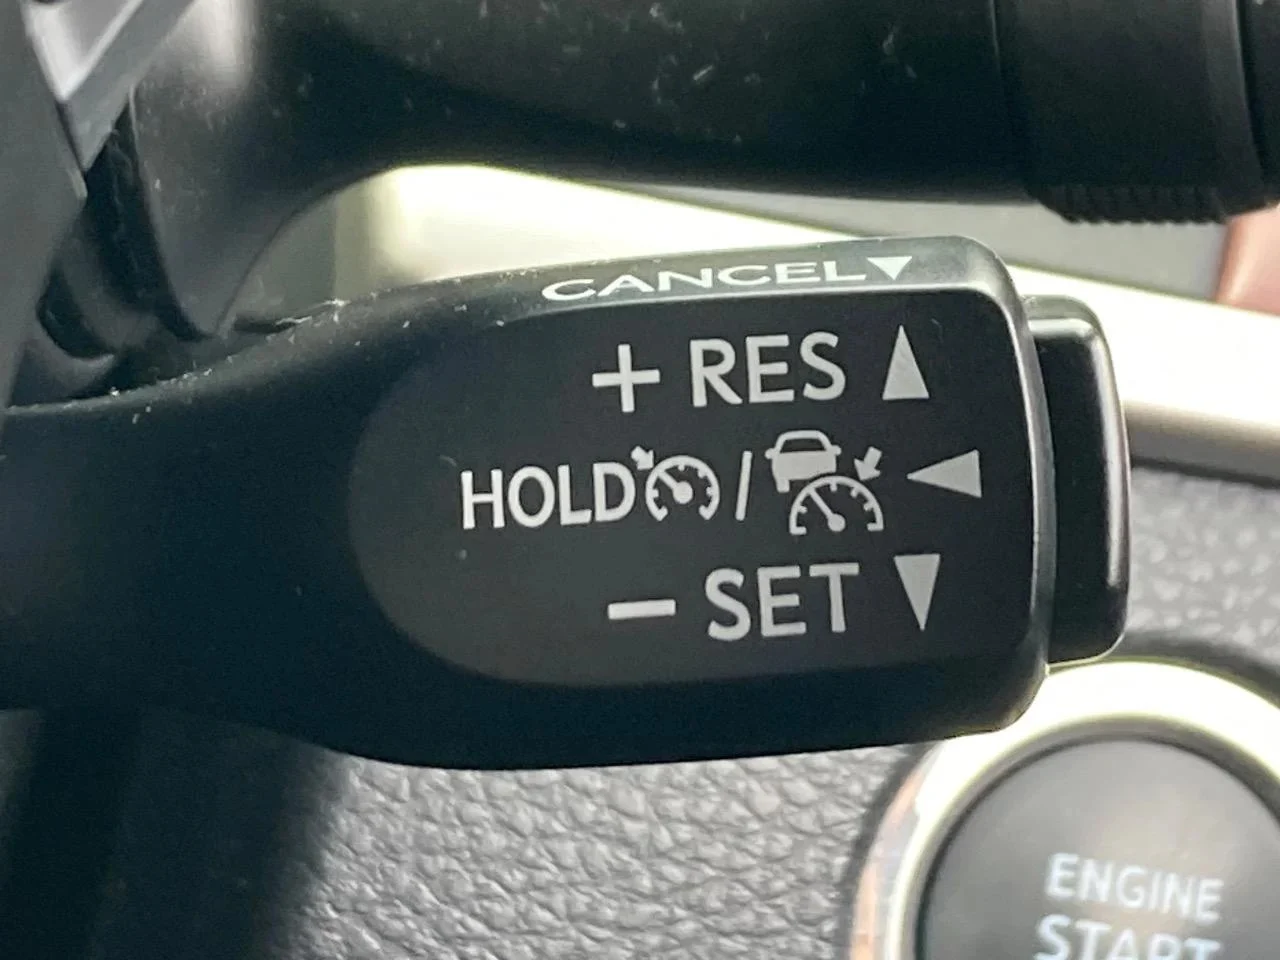 CANCEL▼
+ RES ▲
HOLD / ◀
− SET ▼
ENGINE
START